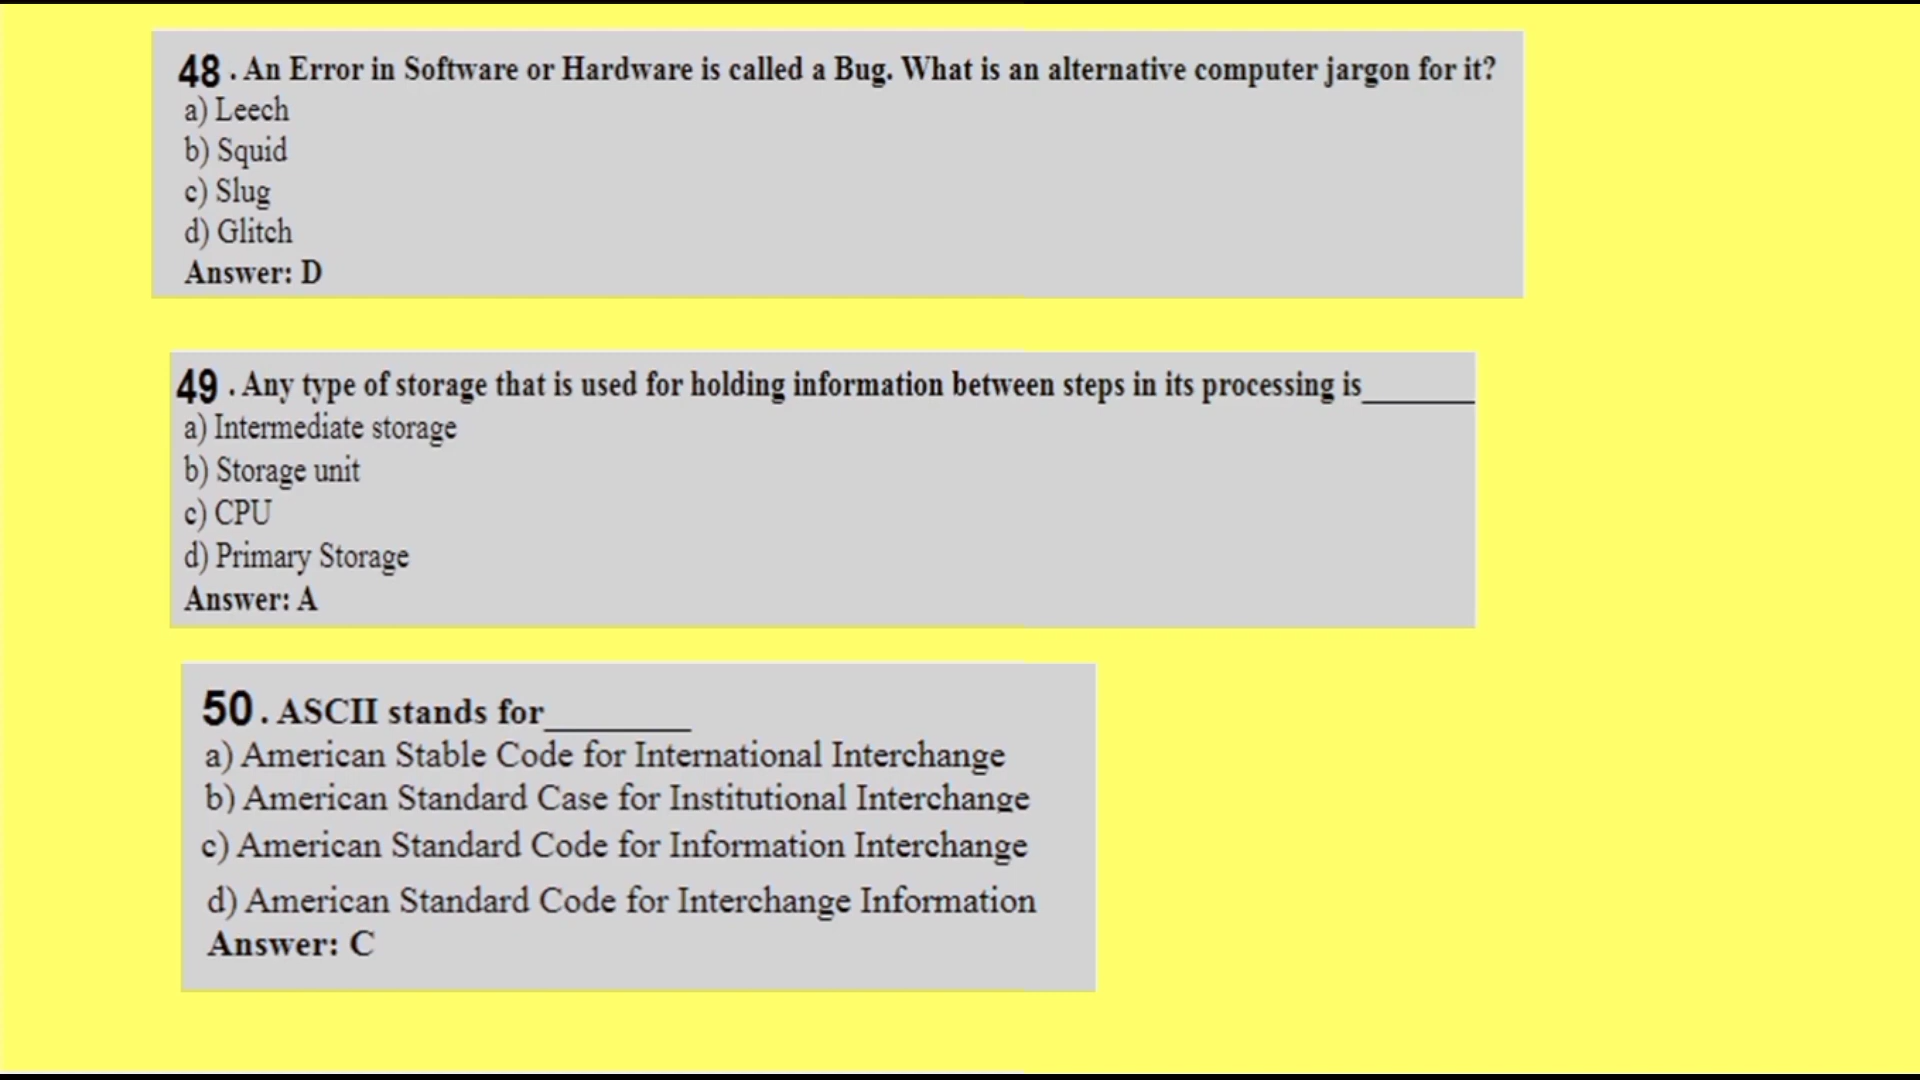 48 . An Error in Software or Hardware is called a Bug. What is an alternative computer jargon for it?
a) Leech
b) Squid
c) Slug
d) Glitch
Answer: D
49 . Any type of storage that is used for holding information between steps in its processing is________
a) Intermediate storage
b) Storage unit
c) CPU
d) Primary Storage
Answer: A
50 . ASCII stands for________
a) American Stable Code for International Interchange
b) American Standard Case for Institutional Interchange
c) American Standard Code for Information Interchange
d) American Standard Code for Interchange Information
Answer: C